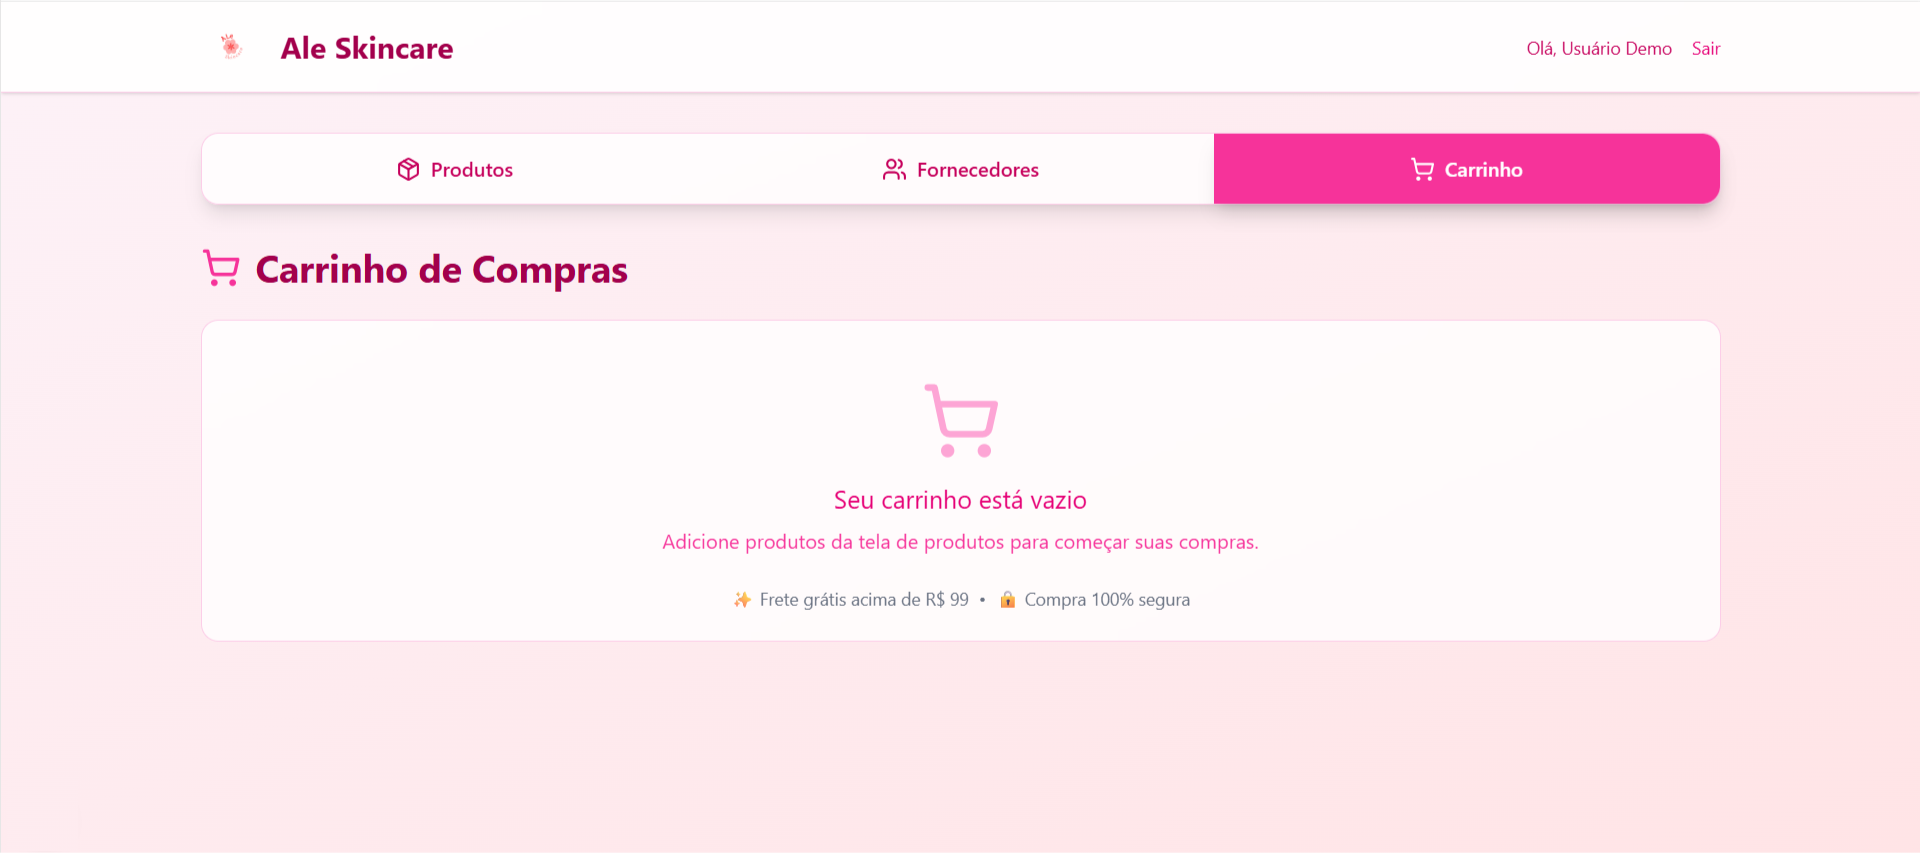 Ale Skincare
Olá, Usuário Demo Sair
Produtos
Fornecedores
Carrinho
Carrinho de Compras
Seu carrinho está vazio
Adicione produtos da tela de produtos para começar suas compras.
✨ Frete grátis acima de R$ 99 • 🔒 Compra 100% segura